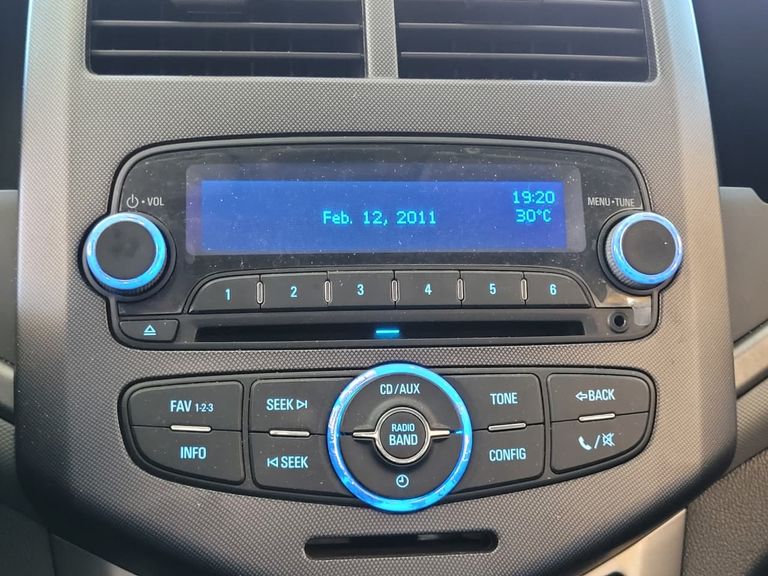 ⏻•VOL
19:20
MENU•TUNE
Feb. 12, 2011
30°C
1 2 3 4 5 6
CD/AUX
FAV 1-2-3
SEEK
TONE
BACK
RADIO
BAND
INFO
SEEK
CONFIG